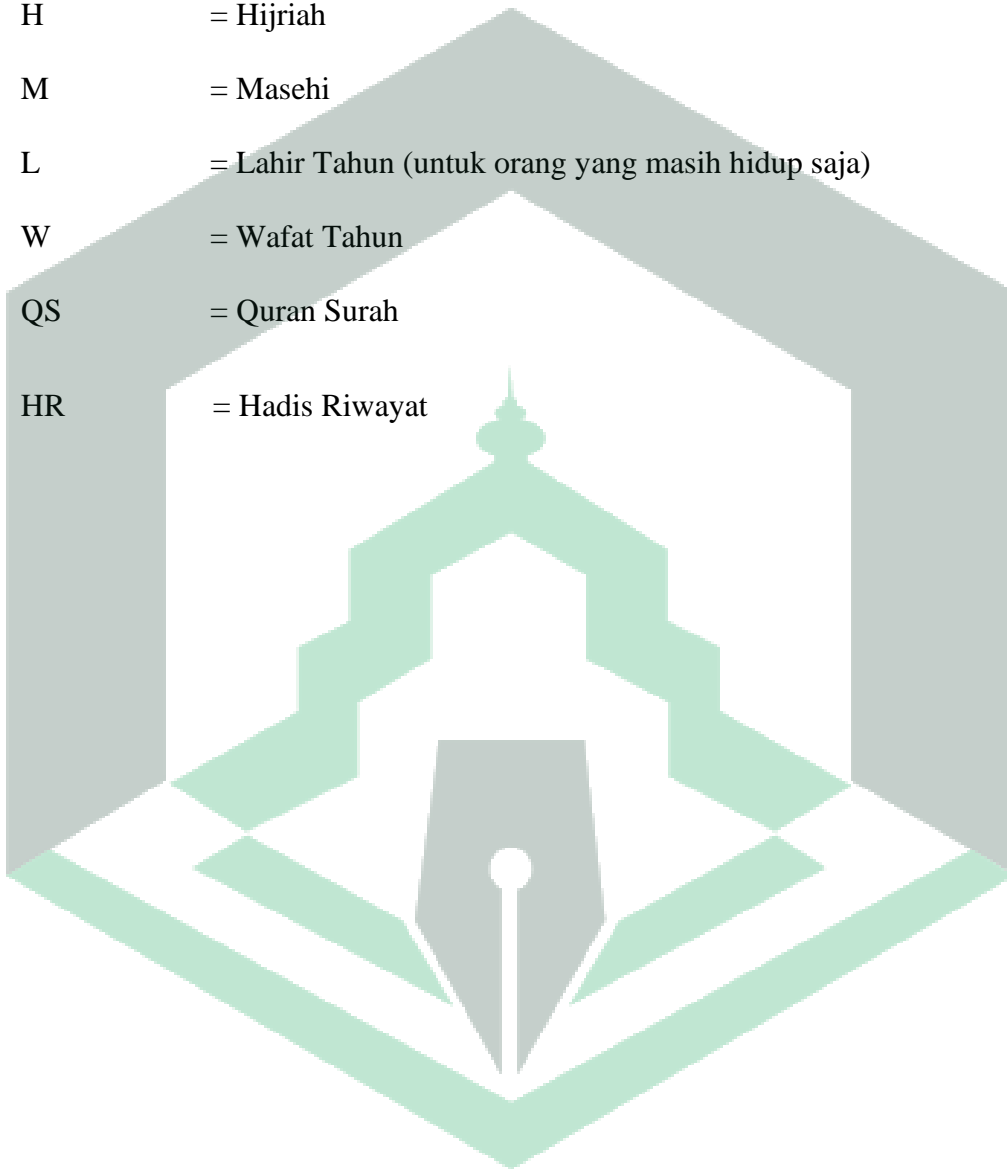 H = Hijriah
M = Masehi
L = Lahir Tahun (untuk orang yang masih hidup saja)
W = Wafat Tahun
QS = Quran Surah
HR = Hadis Riwayat